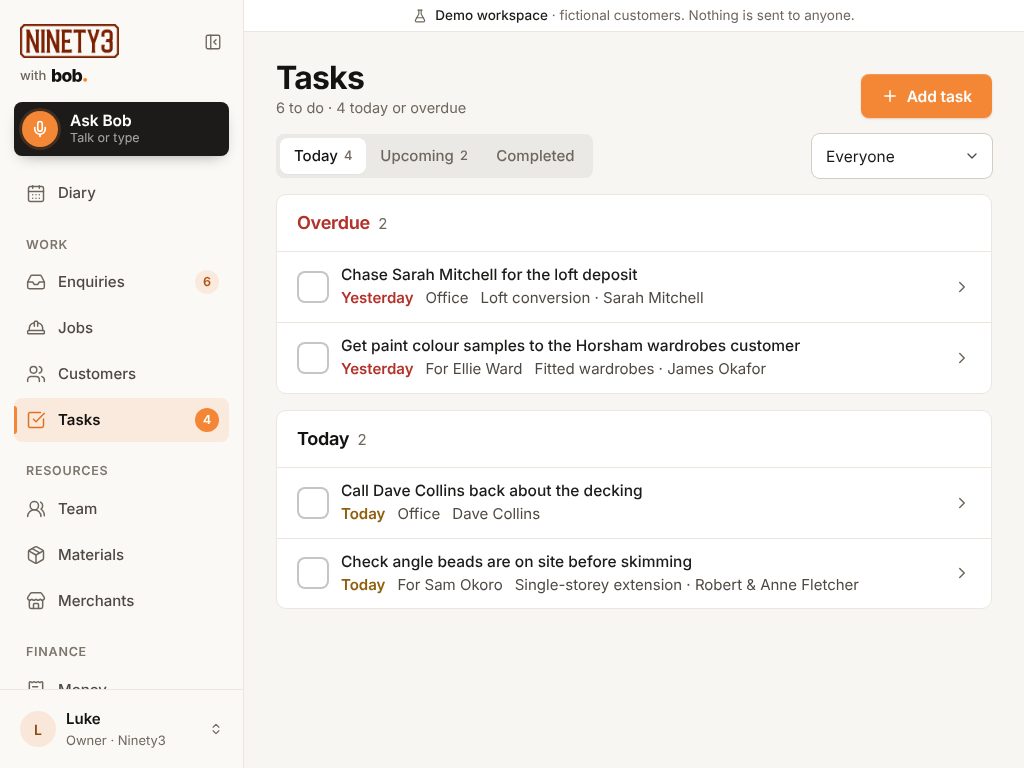 Demo workspace · fictional customers. Nothing is sent to anyone.
NINETY3
with bob.
Ask Bob
Talk or type
Diary
WORK
Enquiries 6
Jobs
Customers
Tasks 4
RESOURCES
Team
Materials
Merchants
FINANCE
Money
L
Luke
Owner · Ninety3
Tasks
6 to do · 4 today or overdue
Add task
Today 4 Upcoming 2 Completed
Everyone
Overdue 2
Chase Sarah Mitchell for the loft deposit
Yesterday Office Loft conversion · Sarah Mitchell
Get paint colour samples to the Horsham wardrobes customer
Yesterday For Ellie Ward Fitted wardrobes · James Okafor
Today 2
Call Dave Collins back about the decking
Today Office Dave Collins
Check angle beads are on site before skimming
Today For Sam Okoro Single-storey extension · Robert & Anne Fletcher